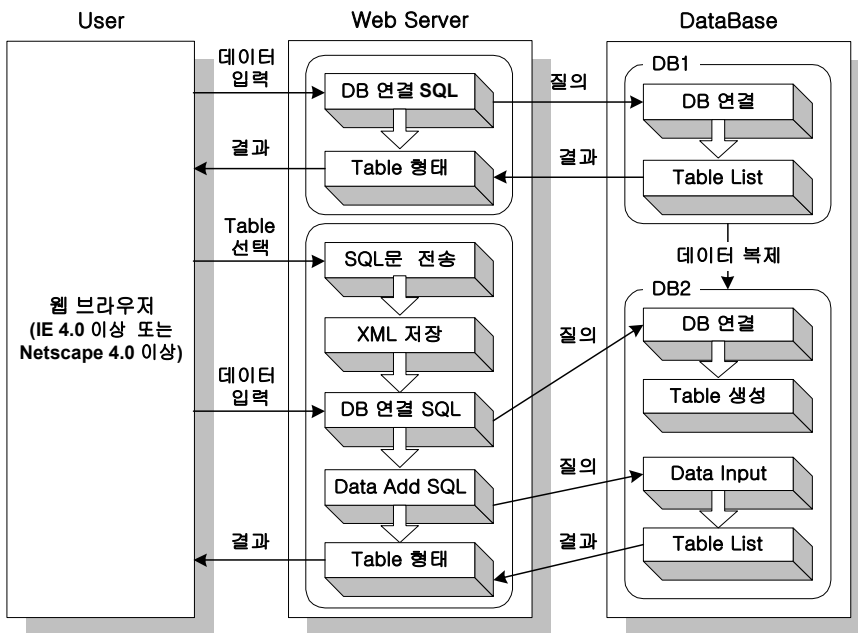 User
Web Server
DataBase
데이터
입력
DB 연결 SQL
질의
DB1
DB 연결
결과
Table 형태
결과
Table List
Table
선택
SQL문 전송
데이터 복제
웹 브라우저
(IE 4.0 이상 또는
Netscape 4.0 이상)
XML 저장
질의
DB2
DB 연결
데이터
입력
DB 연결 SQL
Table 생성
Data Add SQL
질의
Data Input
결과
Table 형태
결과
Table List